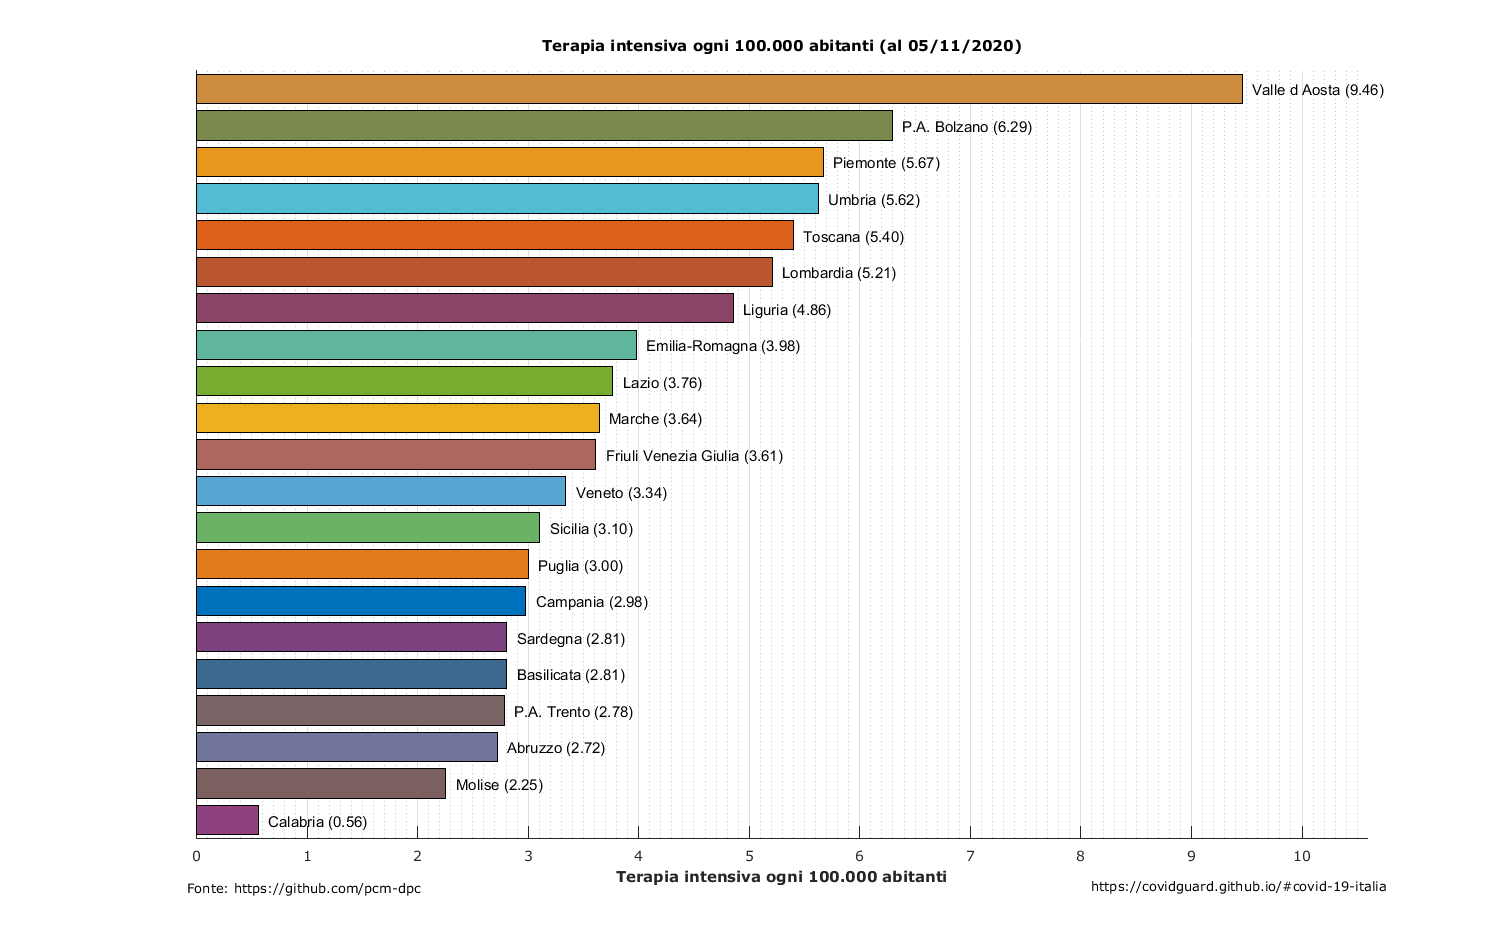 Terapia intensiva ogni 100.000 abitanti (al 05/11/2020)
Valle d Aosta (9.46)
P.A. Bolzano (6.29)
Piemonte (5.67)
Umbria (5.62)
Toscana (5.40)
Lombardia (5.21)
Liguria (4.86)
Emilia-Romagna (3.98)
Lazio (3.76)
Marche (3.64)
Friuli Venezia Giulia (3.61)
Veneto (3.34)
Sicilia (3.10)
Puglia (3.00)
Campania (2.98)
Sardegna (2.81)
Basilicata (2.81)
P.A. Trento (2.78)
Abruzzo (2.72)
Molise (2.25)
Calabria (0.56)
0 1 2 3 4 5 6 7 8 9 10
Terapia intensiva ogni 100.000 abitanti
Fonte: https://github.com/pcm-dpc
https://covidguard.github.io/#covid-19-italia